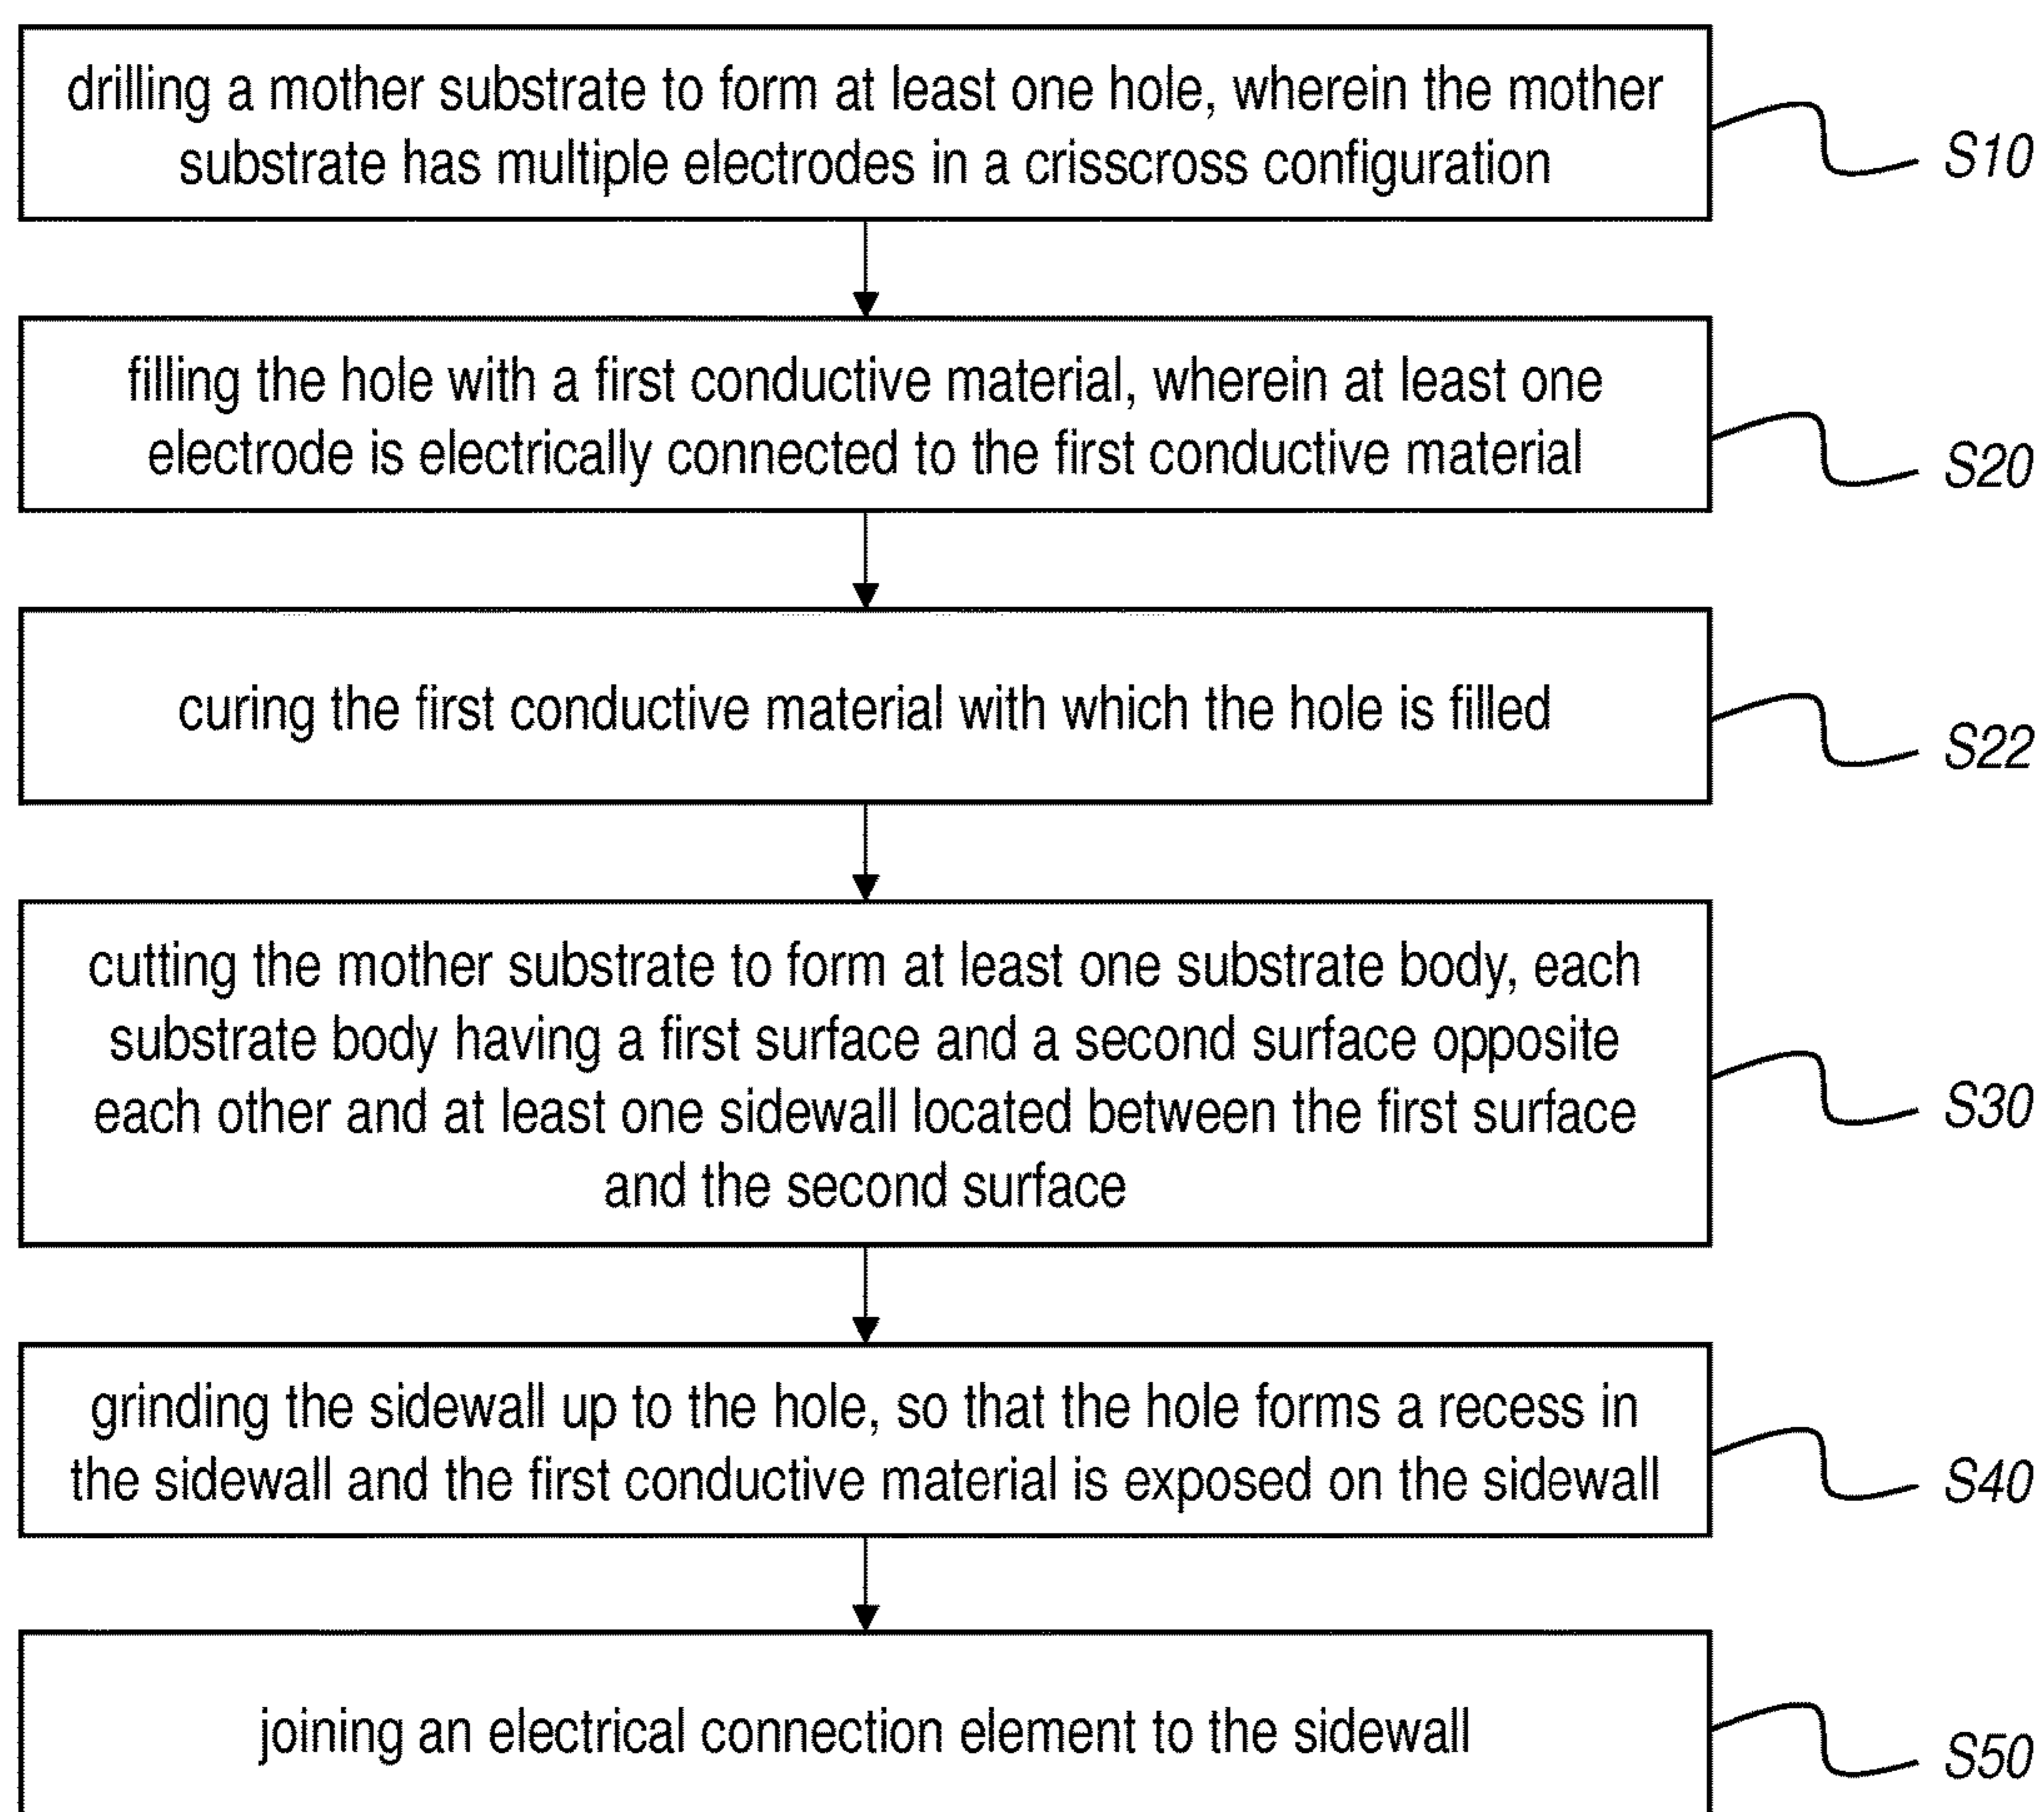 drilling a mother substrate to form at least one hole, wherein the mother
substrate has multiple electrodes in a crisscross configuration
S10
filling the hole with a first conductive material, wherein at least one
electrode is electrically connected to the first conductive material
S20
curing the first conductive material with which the hole is filled
S22
cutting the mother substrate to form at least one substrate body, each
substrate body having a first surface and a second surface opposite
each other and at least one sidewall located between the first surface
and the second surface
S30
grinding the sidewall up to the hole, so that the hole forms a recess in
the sidewall and the first conductive material is exposed on the sidewall
S40
joining an electrical connection element to the sidewall
S50